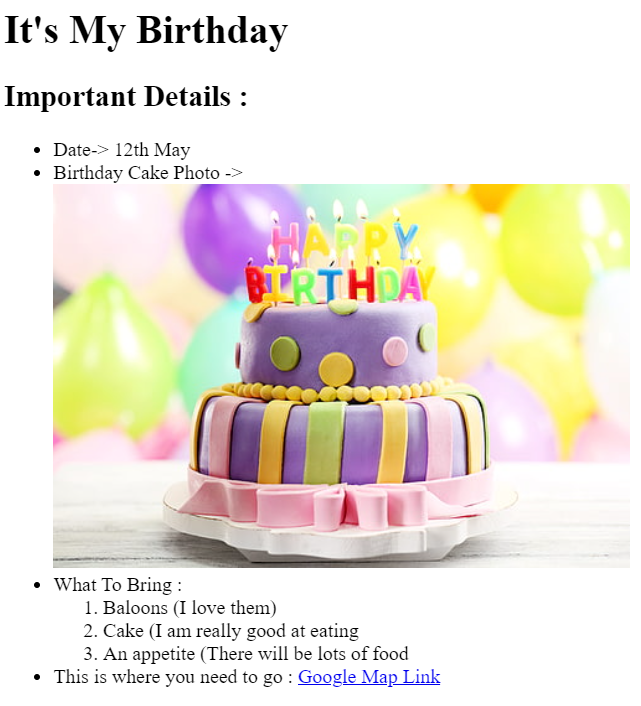 It's My Birthday
Important Details :
Date-> 12th May
Birthday Cake Photo ->
HAPPY
BIRTHDAY
What To Bring :
1. Baloons (I love them)
2. Cake (I am really good at eating
3. An appetite (There will be lots of food
This is where you need to go : Google Map Link